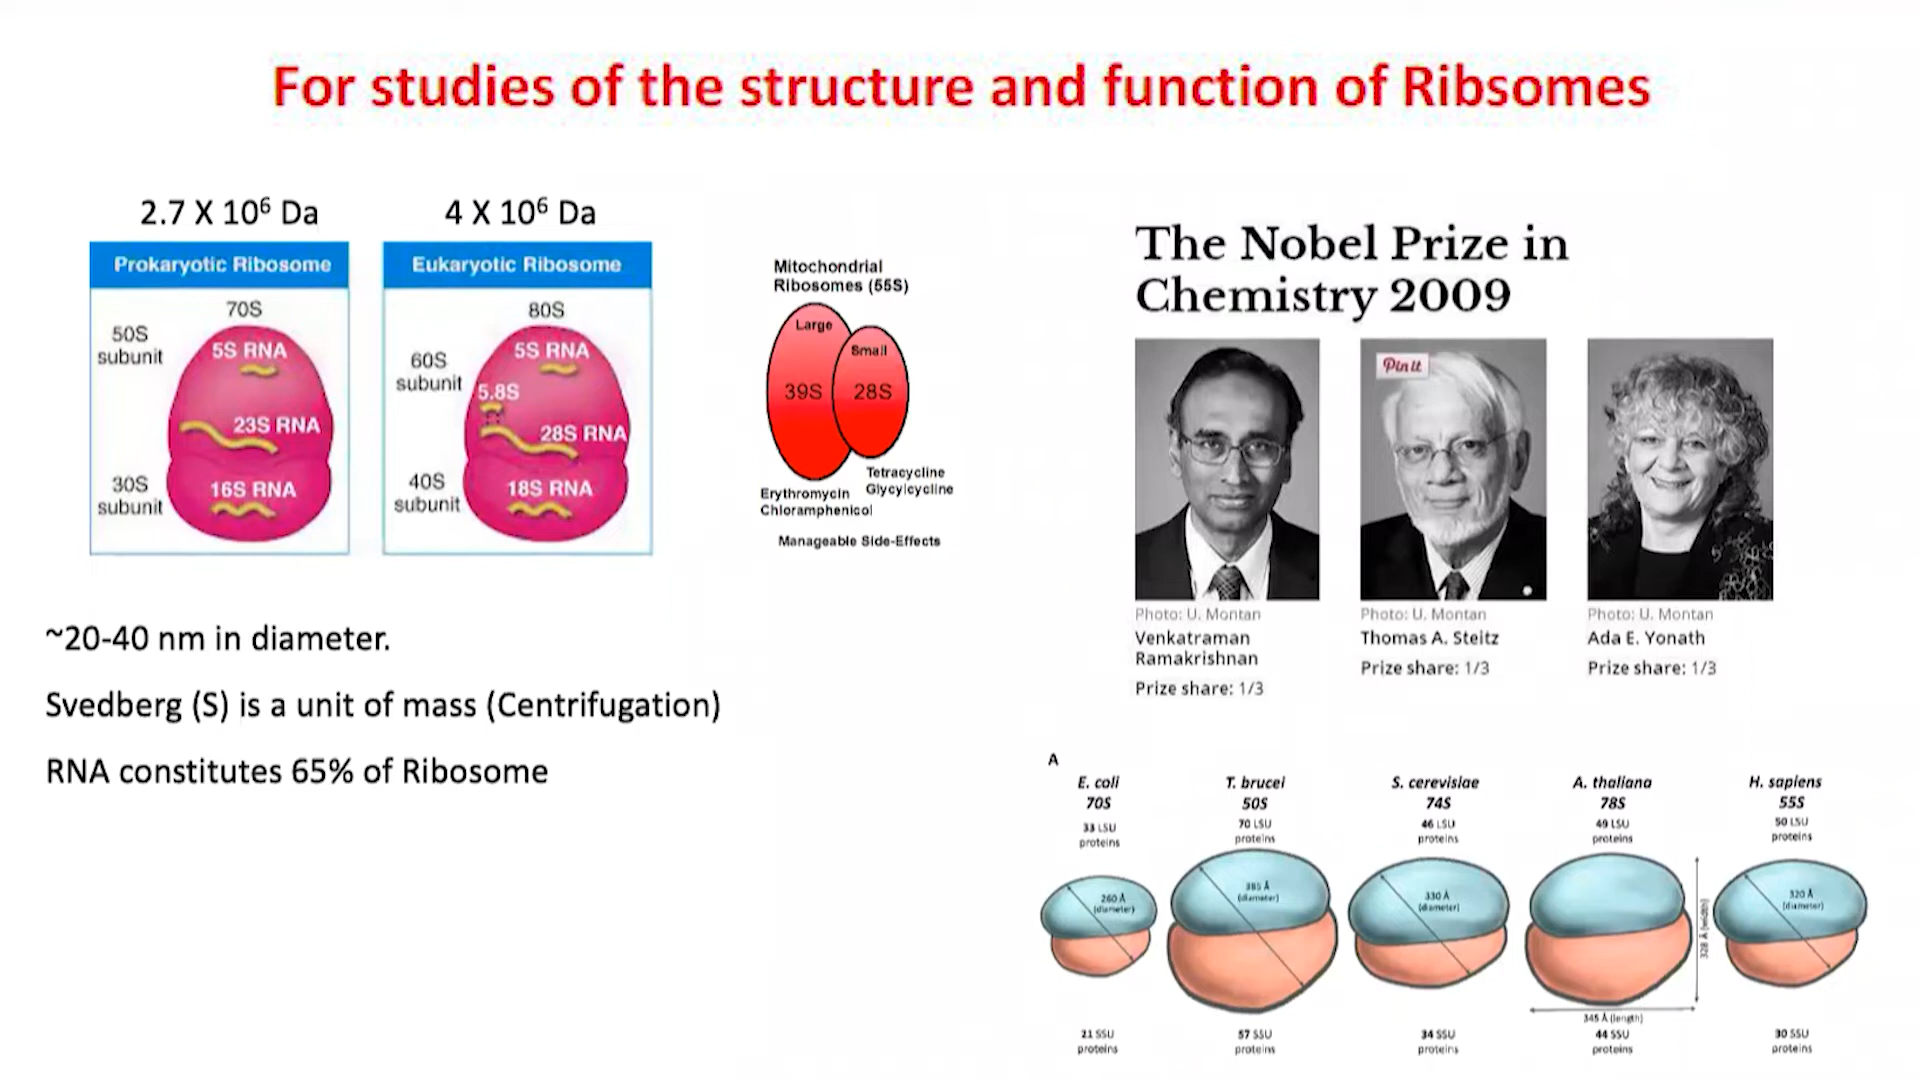 For studies of the structure and function of Ribsomes
2.7 X 10⁶ Da
Prokaryotic Ribosome
70S
50S
subunit
5S RNA
23S RNA
30S
subunit
16S RNA
4 X 10⁶ Da
Eukaryotic Ribosome
80S
60S
subunit
5S RNA
5.8S
28S RNA
40S
subunit
18S RNA
Mitochondrial
Ribosomes (55S)
Large
Small
39S
28S
Tetracycline
Glycylcycline
Erythromycin
Chloramphenicol
Manageable Side-Effects
The Nobel Prize in
Chemistry 2009
Pin it
Photo: U. Montan
Venkatraman
Ramakrishnan
Prize share: 1/3
Photo: U. Montan
Thomas A. Steitz
Prize share: 1/3
Photo: U. Montan
Ada E. Yonath
Prize share: 1/3
~20-40 nm in diameter.
Svedberg (S) is a unit of mass (Centrifugation)
RNA constitutes 65% of Ribosome
A
E. coli
70S
33 LSU
proteins
260 Å
(diameter)
21 SSU
proteins
T. brucei
50S
70 LSU
proteins
385 Å
(diameter)
57 SSU
proteins
S. cerevisiae
74S
46 LSU
proteins
330 Å
(diameter)
34 SSU
proteins
A. thaliana
78S
49 LSU
proteins
328 Å (width)
345 Å (length)
44 SSU
proteins
H. sapiens
55S
50 LSU
proteins
320 Å
(diameter)
30 SSU
proteins